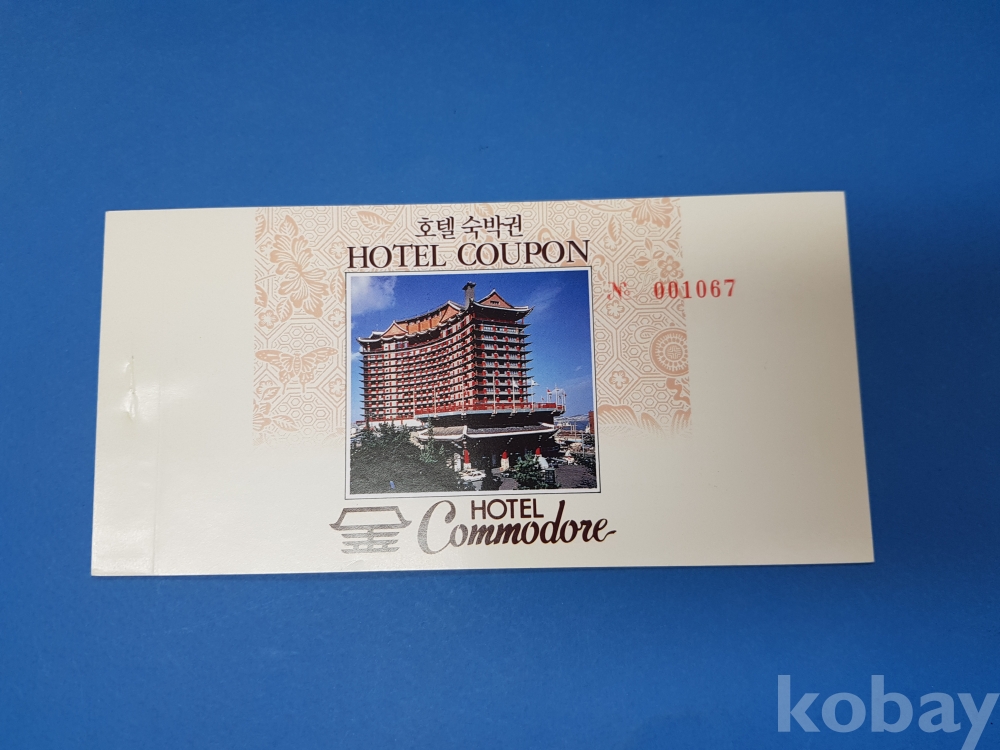 호텔 숙박권
HOTEL COUPON
№ 001067
HOTEL
Commodore
kobay